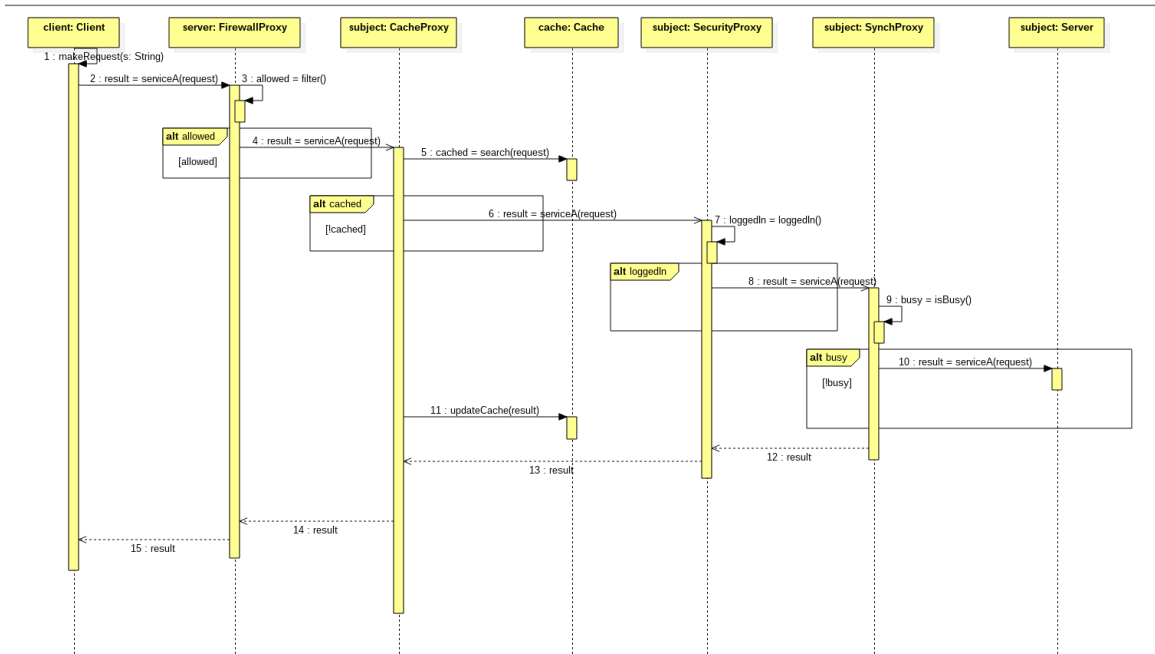 client: Client
server: FirewallProxy
subject: CacheProxy
cache: Cache
subject: SecurityProxy
subject: SynchProxy
subject: Server
1 : makeRequest(s: String)
2 : result = serviceA(request)
3 : allowed = filter()
alt allowed
[allowed]
4 : result = serviceA(request)
5 : cached = search(request)
alt cached
[!cached]
6 : result = serviceA(request)
7 : loggedIn = loggedIn()
alt loggedIn
8 : result = serviceA(request)
9 : busy = isBusy()
alt busy
[!busy]
10 : result = serviceA(request)
11 : updateCache(result)
12 : result
13 : result
14 : result
15 : result